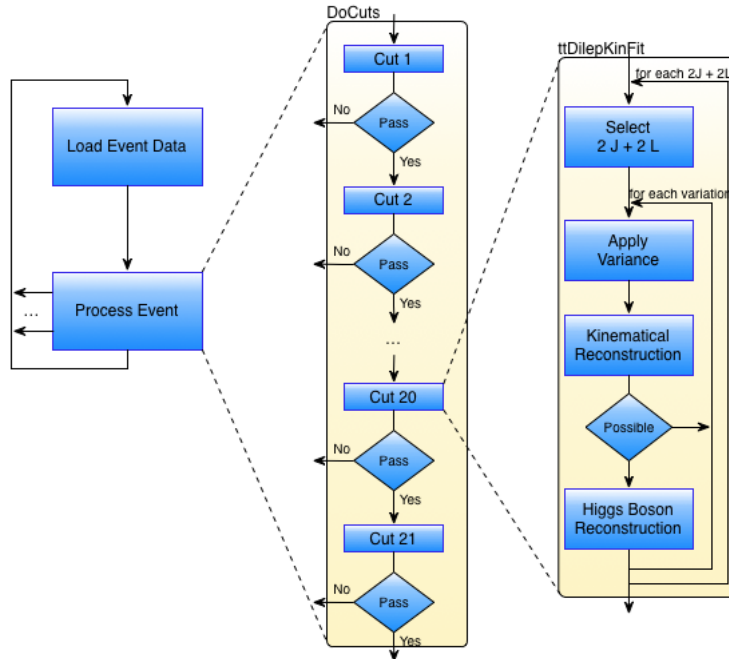 Load Event Data
Process Event
...
DoCuts
Cut 1
No
Pass
Yes
Cut 2
No
Pass
Yes
...
Cut 20
No
Pass
Yes
Cut 21
No
Pass
Yes
ttDilepKinFit
for each 2J + 2L
Select
2 J + 2 L
for each variation
Apply
Variance
Kinematical
Reconstruction
Possible
Higgs Boson
Reconstruction